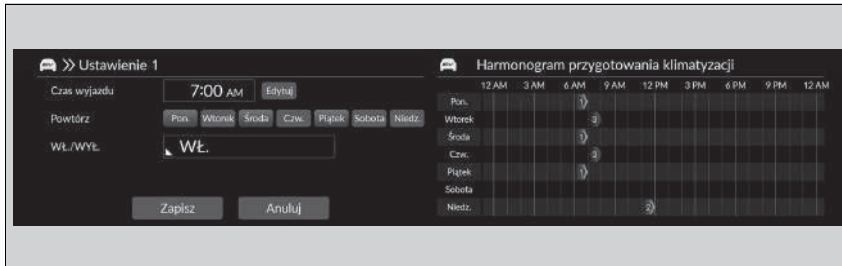 Ustawienie 1
Czas wyjazdu 7:00 AM Edytuj
Powtórz Pon. Wtorek Środa Czw. Piątek Sobota Niedz.
WŁ./WYŁ. WŁ.
Zapisz Anuluj
Harmonogram przygotowania klimatyzacji
12 AM 3 AM 6 AM 9 AM 12 PM 3 PM 6 PM 9 PM 12 AM
Pon. 1
Wtorek 3
Środa 1
Czw. 3
Piątek 1
Sobota
Niedz. 2